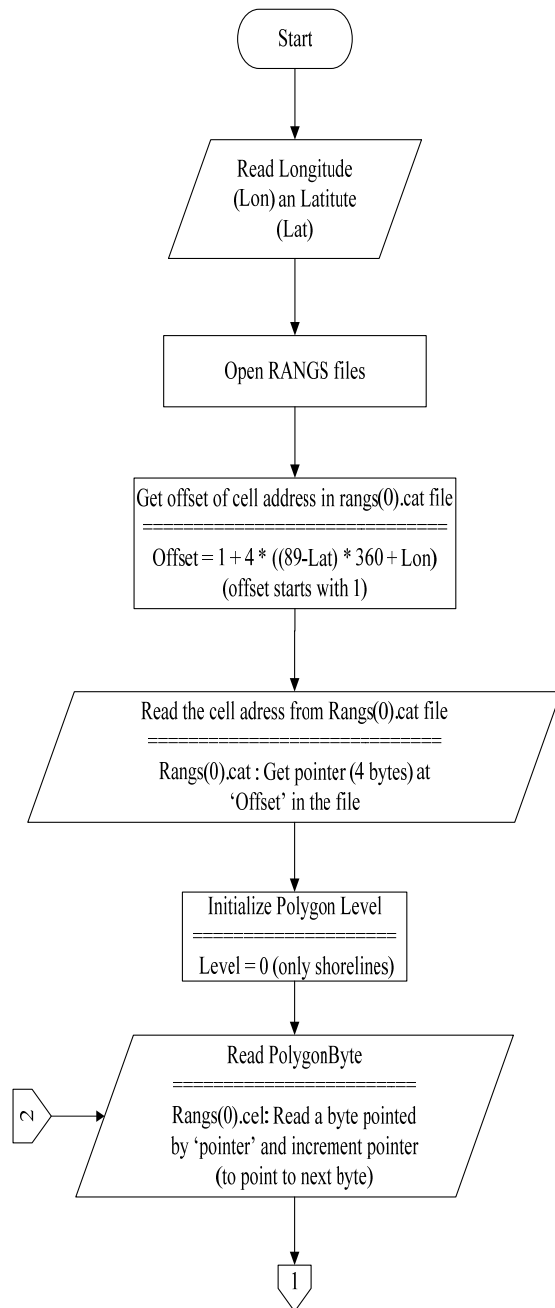 Start
Read Longitude
(Lon) an Latitute
(Lat)
Open RANGS files
Get offset of cell address in rangs(0).cat file
==============================
Offset = 1 + 4 * ((89-Lat) * 360 + Lon)
(offset starts with 1)
Read the cell adress from Rangs(0).cat file
=============================
Rangs(0).cat : Get pointer (4 bytes) at
‘Offset’ in the file
Initialize Polygon Level
====================
Level = 0 (only shorelines)
Read PolygonByte
========================
Rangs(0).cel: Read a byte pointed
by ‘pointer’ and increment pointer
(to point to next byte)
2
1